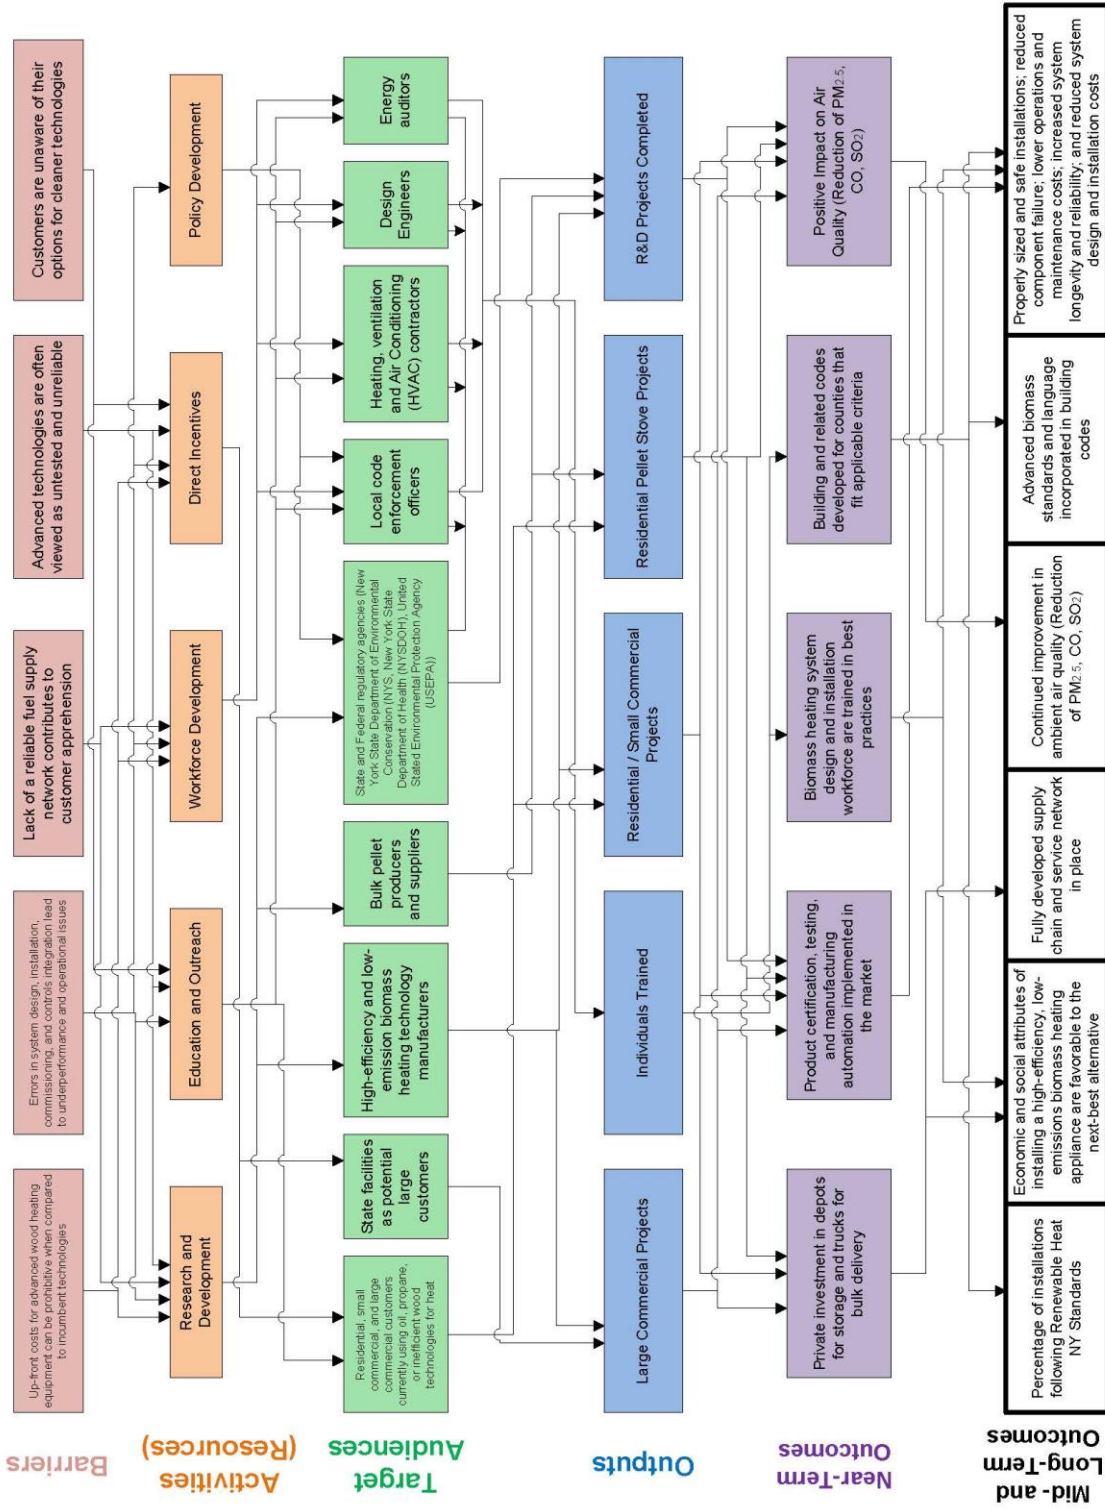 Barriers
Up-front costs for advanced wood heating
equipment can be prohibitive when compared
to incumbent technologies
Errors in system design, installation,
commissioning, and controls integration lead
to underperformance and operational issues
Lack of a reliable fuel supply
network contributes to
customer apprehension
Advanced technologies are often
viewed as untested and unreliable
Customers are unaware of their
options for cleaner technologies
Activities
(Resources)
Research and
Development
Education and Outreach
Workforce Development
Direct Incentives
Policy Development
Target
Audiences
Residential, small
commercial, and large
commercial customers
currently using oil, propane,
or inefficient wood
technologies for heat
State facilities
as potential
large
customers
High-efficiency and low-
emission biomass
heating technology
manufacturers
Bulk pellet
producers
and suppliers
State and Federal regulatory agencies (New
York State Department of Environmental
Conservation (NYS, New York State
Department of Health (NYSDOH), United
Stated Environmental Protection Agency
(USEPA))
Local code
enforcement
officers
Heating, ventilation
and Air Conditioning
(HVAC) contractors
Design
Engineers
Energy
auditors
Outputs
Large Commercial Projects
Individuals Trained
Residential / Small Commercial
Projects
Residential Pellet Stove Projects
R&D Projects Completed
Near-Term
Outcomes
Private investment in depots
for storage and trucks for
bulk delivery
Product certification, testing,
and manufacturing
automation implemented in
the market
Biomass heating system
design and installation
workforce are trained in best
practices
Building and related codes
developed for counties that
fit applicable criteria
Positive Impact on Air
Quality (Reduction of PM2.5,
CO, SO2)
Mid- and
Long-Term
Outcomes
Percentage of installations
following Renewable Heat
NY Standards
Economic and social attributes of
installing a high-efficiency, low-
emissions biomass heating
appliance are favorable to the
next-best alternative
Fully developed supply
chain and service network
in place
Continued improvement in
ambient air quality (Reduction
of PM2.5, CO, SO2)
Advanced biomass
standards and language
incorporated in building
codes
Properly sized and safe installations; reduced
component failure; lower operations and
maintenance costs; increased system
longevity and reliability; and reduced system
design and installation costs